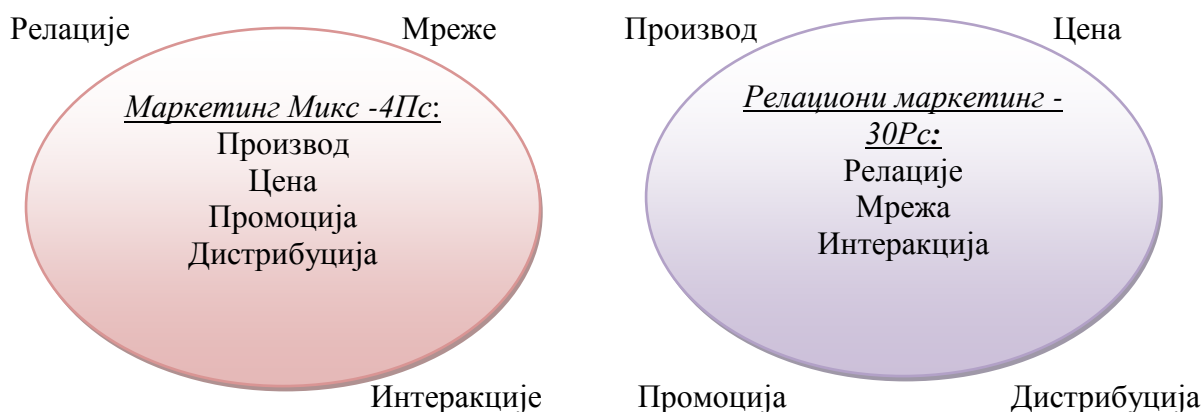 Релације Мреже
Маркетинг Микс -4Пс:
Производ
Цена
Промоција
Дистрибуција
Интеракције
Производ Цена
Релациони маркетинг -
30Рс:
Релације
Мрежа
Интеракција
Промоција Дистрибуција